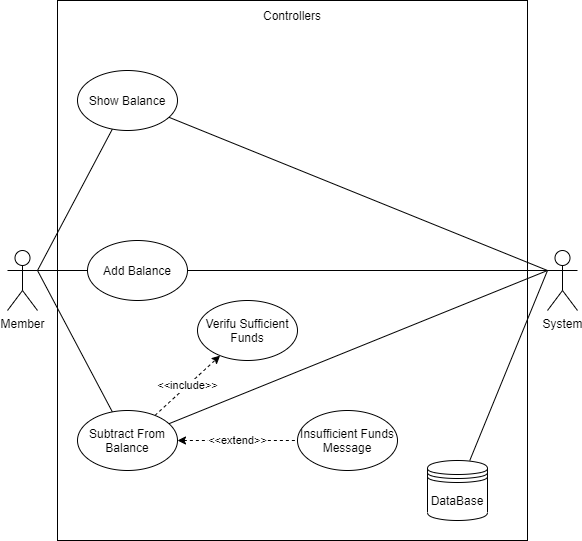 Controllers
Show Balance
Add Balance
Member
System
Verifu Sufficient
Funds
<<include>>
Subtract From
Balance
<<extend>>
Insufficient Funds
Message
DataBase